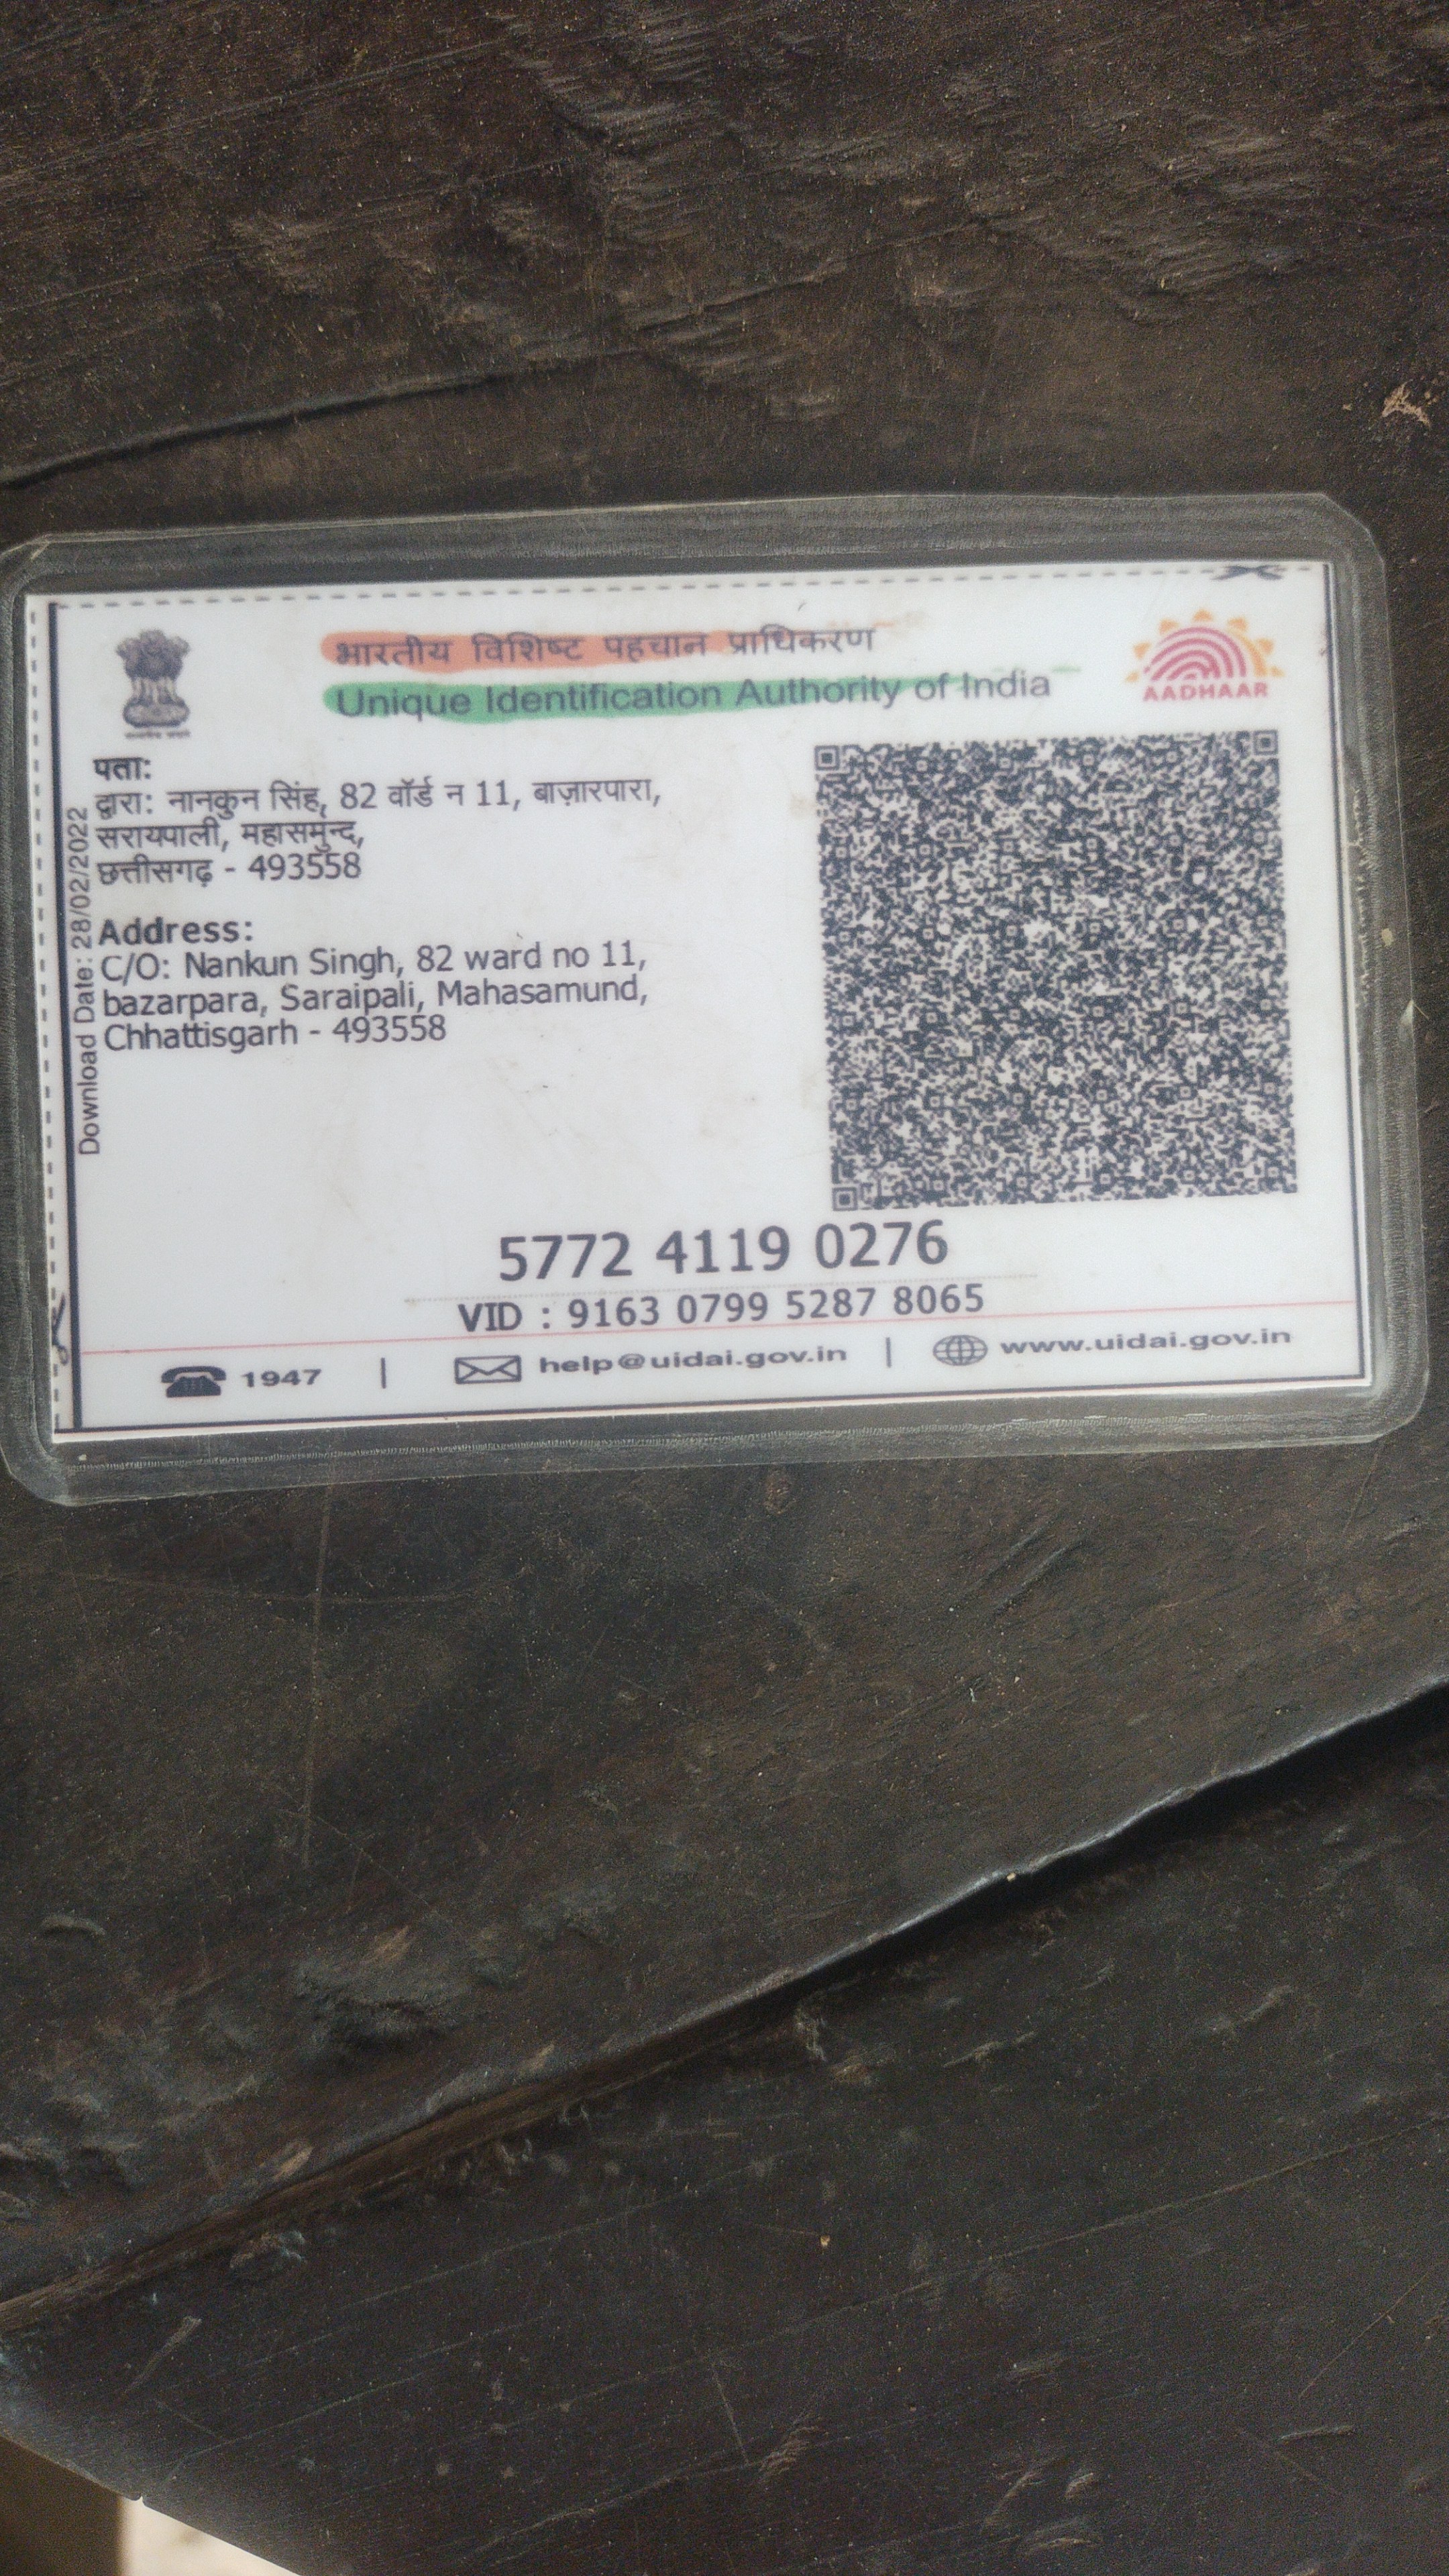 भारतीय विशिष्ट पहचान प्राधिकरण
Unique Identification Authority of India
AADHAAR
पता:
द्वारा: नानकुन सिंह, 82 वॉर्ड न 11, बाज़ारपारा,
सरायपाली, महासमुन्द,
छत्तीसगढ़ - 493558
Address:
C/O: Nankun Singh, 82 ward no 11,
bazarpara, Saraipali, Mahasamund,
Chhattisgarh - 493558
Download Date: 28/02/2022
5772 4119 0276
VID : 9163 0799 5287 8065
1947 | help@uidai.gov.in | www.uidai.gov.in